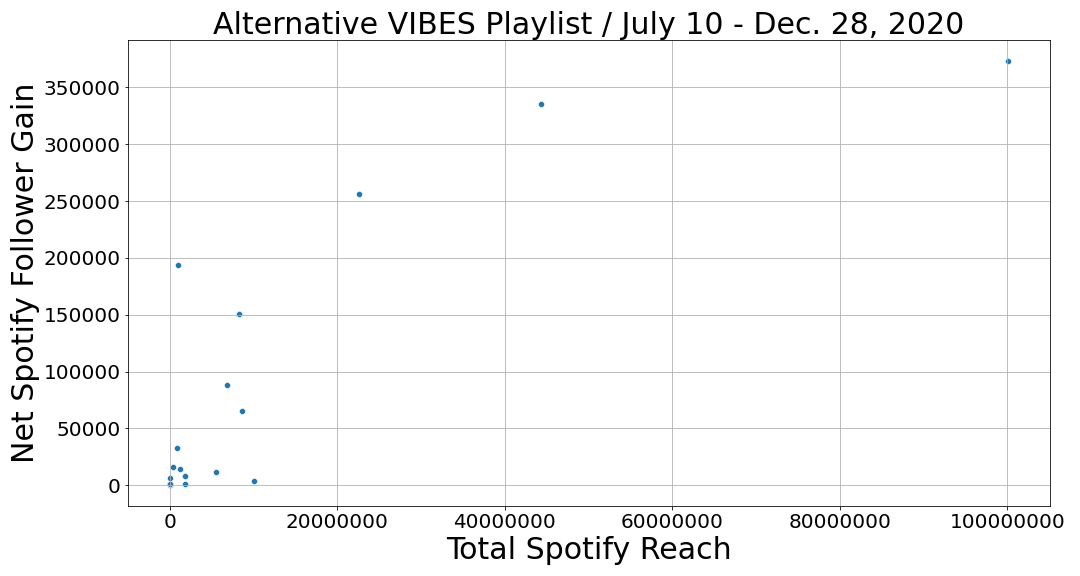 Alternative VIBES Playlist / July 10 - Dec. 28, 2020
Net Spotify Follower Gain
350000
300000
250000
200000
150000
100000
50000
0
0 20000000 40000000 60000000 80000000 100000000
Total Spotify Reach